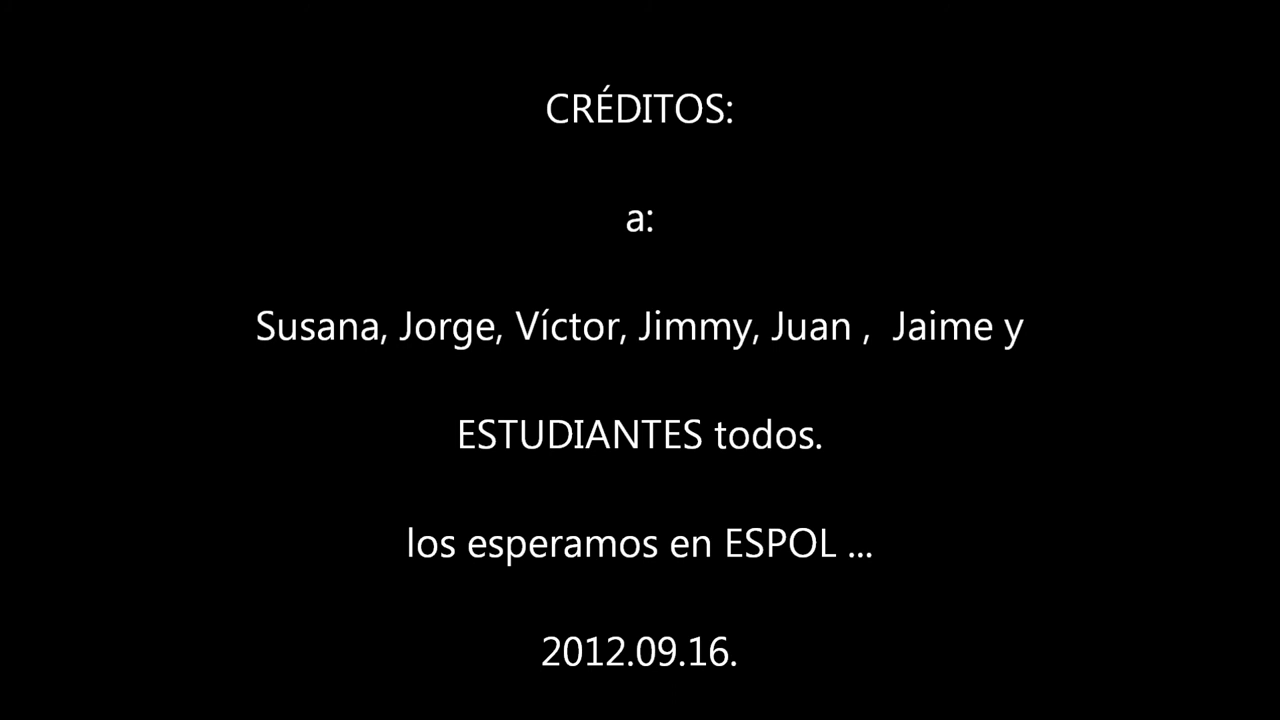 CRÉDITOS:
a:
Susana, Jorge, Víctor, Jimmy, Juan ,  Jaime y
ESTUDIANTES todos.
los esperamos en ESPOL ...
2012.09.16.